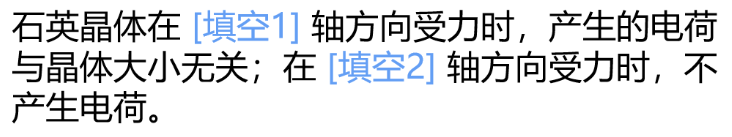 石英晶体在 [填空1] 轴方向受力时，产生的电荷
与晶体大小无关；在 [填空2] 轴方向受力时，不
产生电荷。